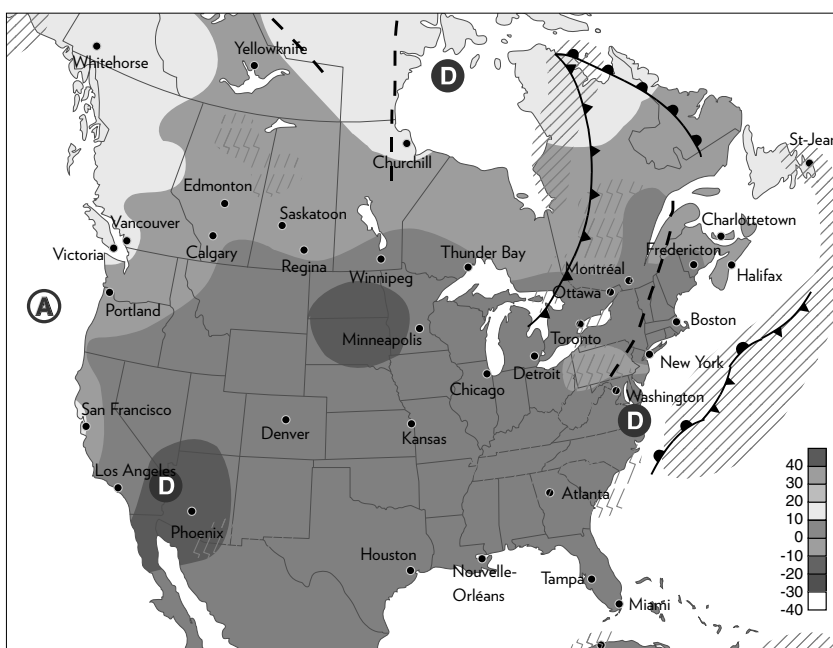 D
Yellowknife
Whitehorse
Churchill
St-Jean
Edmonton
Saskatoon
Vancouver
Charlottetown
Victoria
Calgary
Regina
Winnipeg
Thunder Bay
Fredericton
Montréal
Halifax
Ottawa
A
Portland
Minneapolis
Toronto
Boston
Detroit
New York
Chicago
Washington
San Francisco
Denver
Kansas
D
Los Angeles
D
Phoenix
Atlanta
Houston
Nouvelle-
Orléans
Tampa
Miami
40
30
20
10
0
-10
-20
-30
-40